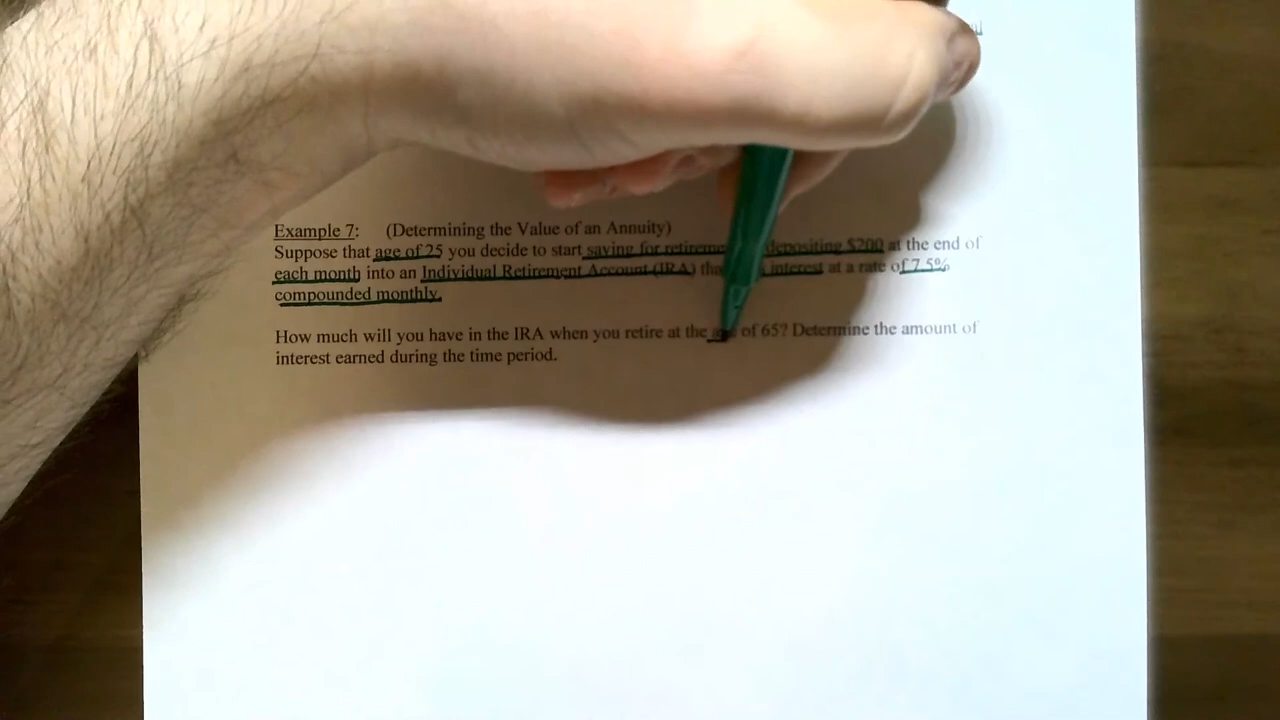 Example 7: (Determining the Value of an Annuity)
Suppose that age of 25 you decide to start saving for depositing $200 at the end of
each month into an Individual Retirement Account (IRA) interest at a rate of 7.5%
compounded monthly.
How much will you have in the IRA when you retire at the of 65? Determine the amount of
interest earned during the time period.